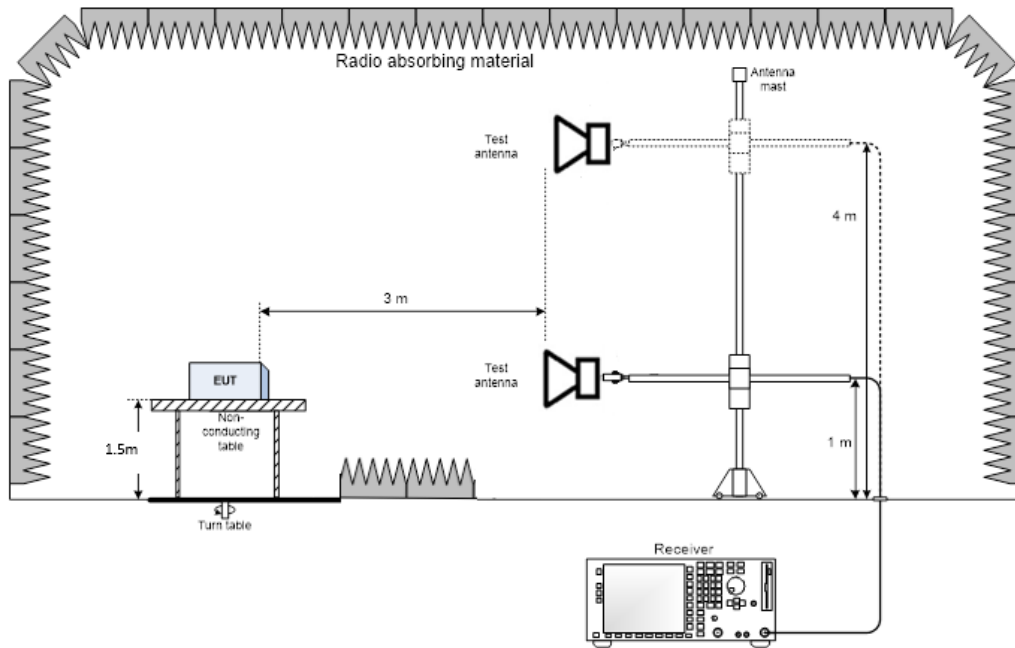 Radio absorbing material
Antenna
mast
Test
antenna
4 m
3 m
Test
antenna
EUT
Non-
conducting
table
1.5m
1 m
Turn table
Receiver